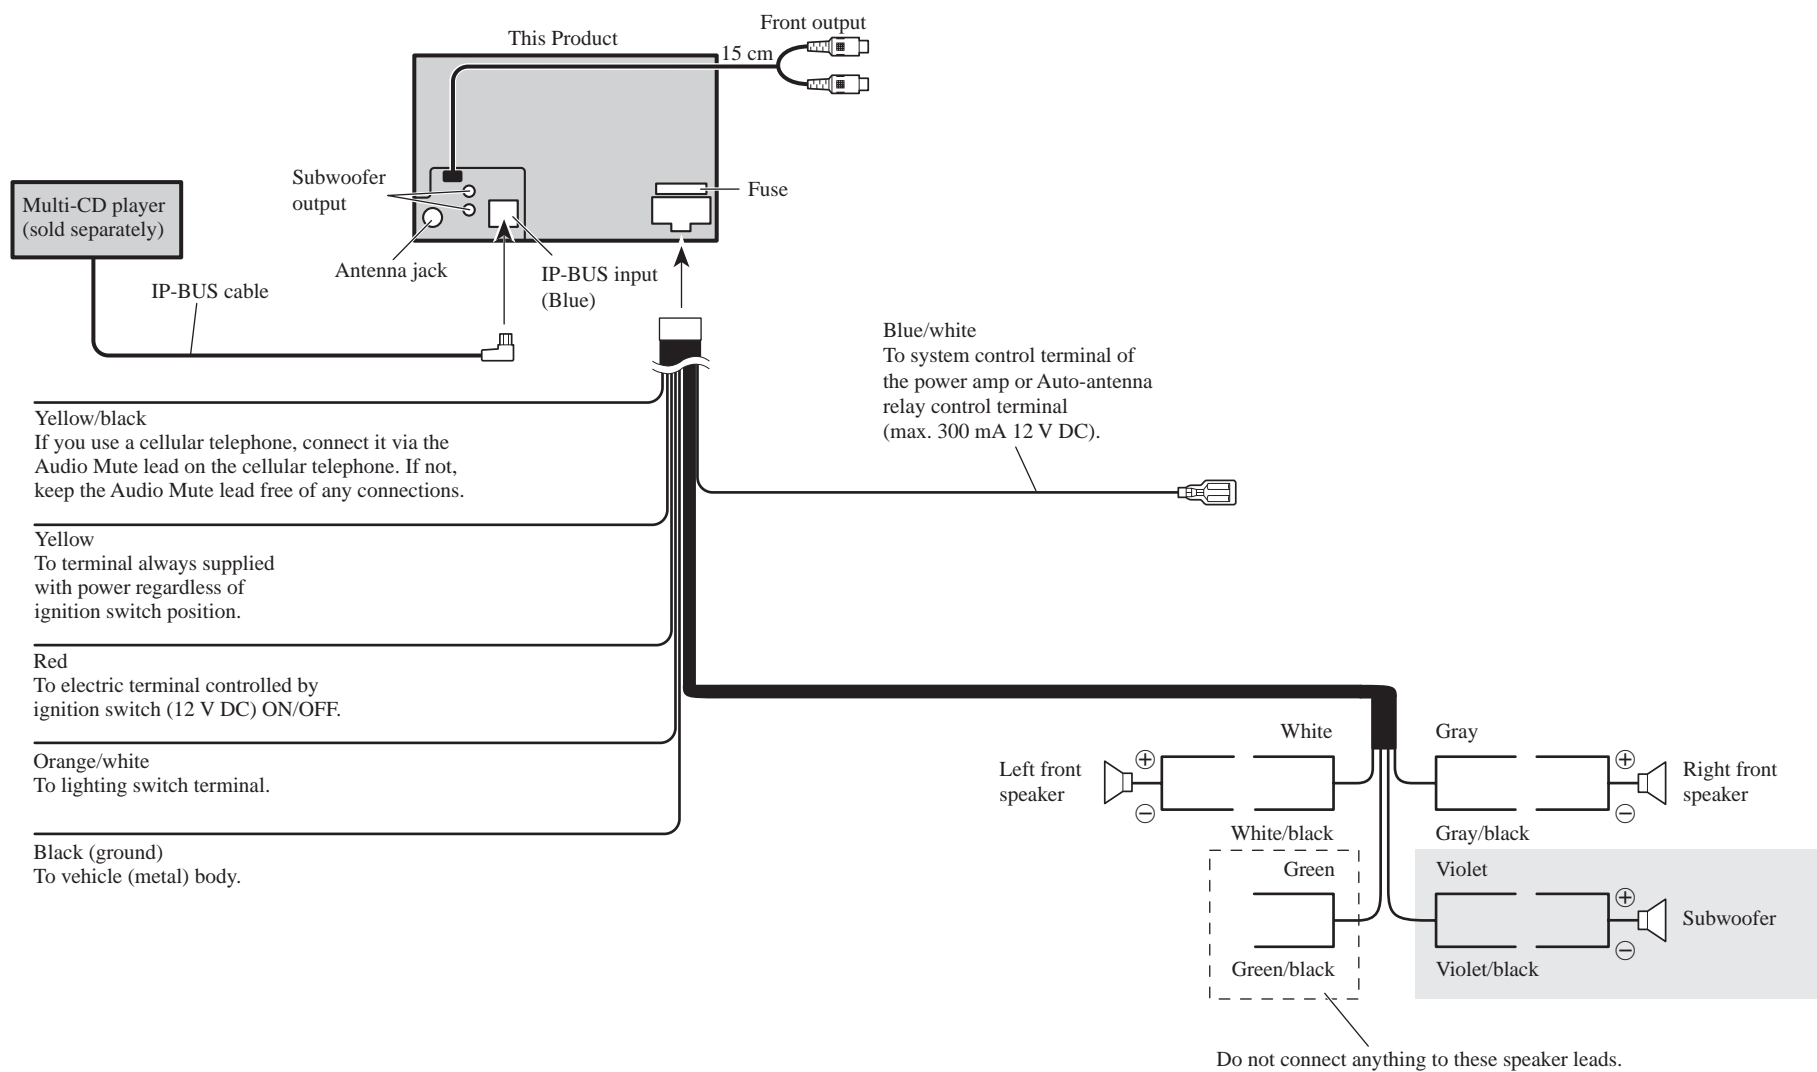 Front output
This Product
15 cm
Subwoofer
output
Fuse
Multi-CD player
(sold separately)
Antenna jack
IP-BUS input
(Blue)
IP-BUS cable
Blue/white
To system control terminal of
the power amp or Auto-antenna
relay control terminal
(max. 300 mA 12 V DC).
Yellow/black
If you use a cellular telephone, connect it via the
Audio Mute lead on the cellular telephone. If not,
keep the Audio Mute lead free of any connections.
Yellow
To terminal always supplied
with power regardless of
ignition switch position.
Red
To electric terminal controlled by
ignition switch (12 V DC) ON/OFF.
Orange/white
To lighting switch terminal.
Black (ground)
To vehicle (metal) body.
White
Gray
Left front
speaker
+
−
+
−
Right front
speaker
White/black
Gray/black
Green
Violet
+
−
Subwoofer
Green/black
Violet/black
Do not connect anything to these speaker leads.